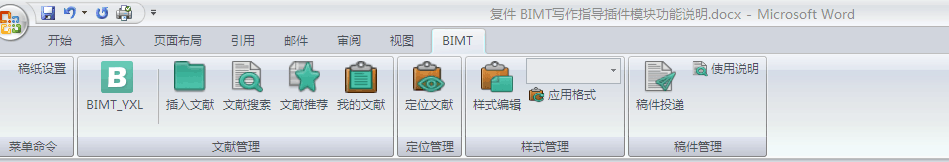 复件 BIMT写作指导插件模块功能说明.docx - Microsoft Word
开始 插入 页面布局 引用 邮件 审阅 视图 BIMT
稿纸设置
B
BIMT_YXL 插入文献 文献搜索 文献推荐 我的文献 定位文献 样式编辑 应用格式 稿件投递 使用说明
菜单命令 文献管理 定位管理 样式管理 稿件管理